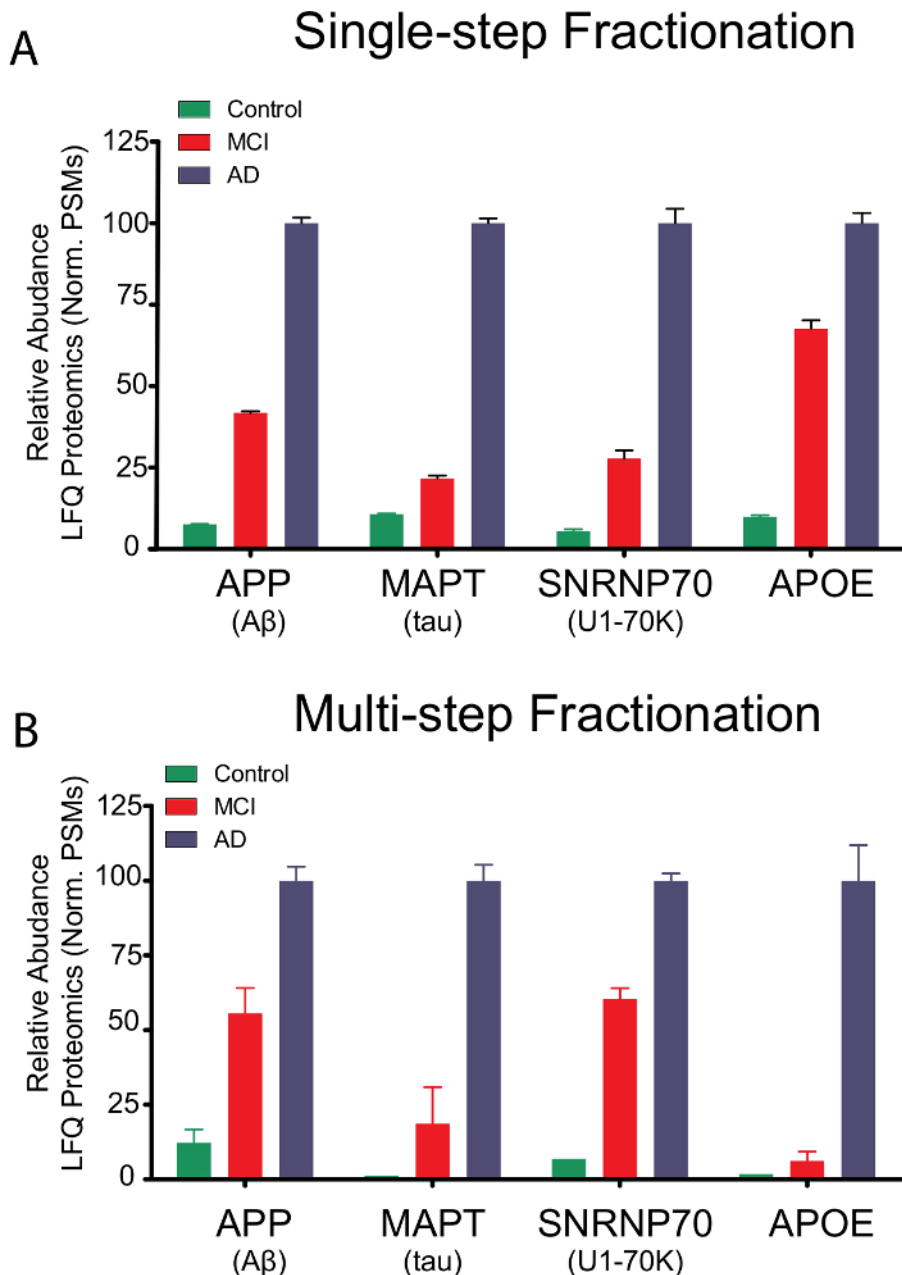 A
Single-step Fractionation
Control
MCI
AD
Relative Abudance
LFQ Proteomics (Norm. PSMs)
125
100
75
50
25
0
APP MAPT SNRNP70 APOE
(Aβ) (tau) (U1-70K)
B
Multi-step Fractionation
Control
MCI
AD
Relative Abudance
LFQ Proteomics (Norm. PSMs)
125
100
75
50
25
0
APP MAPT SNRNP70 APOE
(Aβ) (tau) (U1-70K)